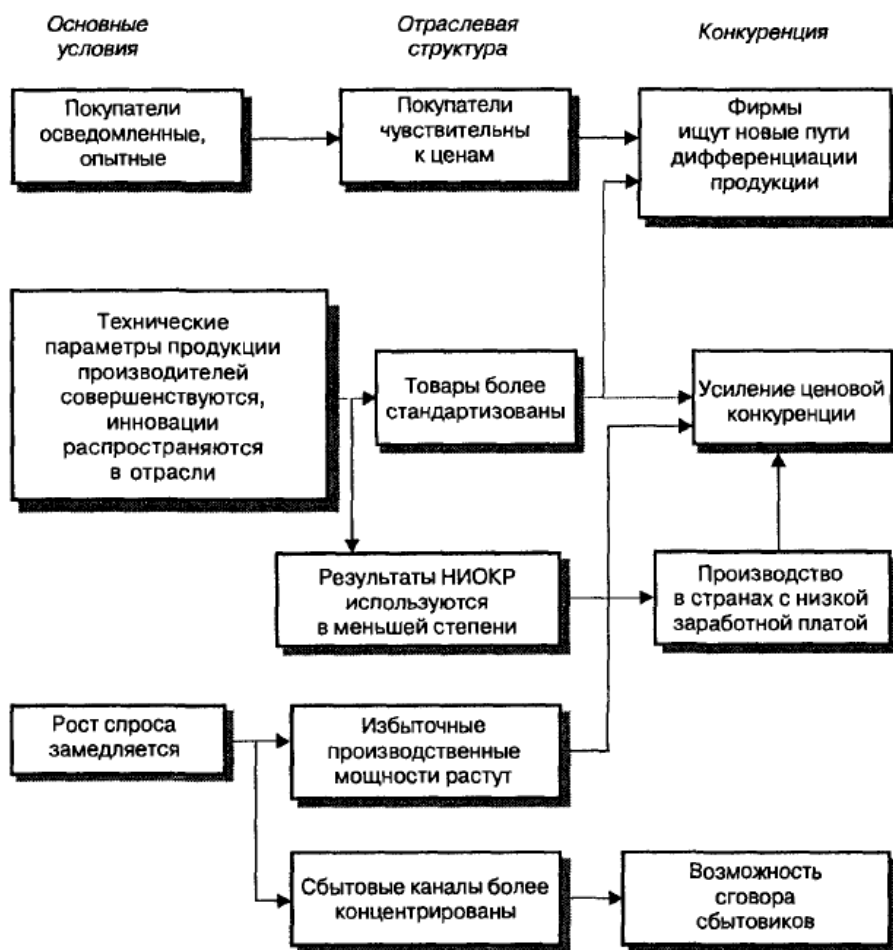 Основные
условия
Отраслевая
структура
Конкуренция
Покупатели
осведомленные,
опытные
Покупатели
чувствительны
к ценам
Фирмы
ищут новые пути
дифференциации
продукции
Технические
параметры продукции
производителей
совершенствуются,
инновации
распространяются
в отрасли
Товары более
стандартизованы
Усиление ценовой
конкуренции
Результаты НИОКР
используются
в меньшей степени
Производство
в странах с низкой
заработной платой
Рост спроса
замедляется
Избыточные
производственные
мощности растут
Сбытовые каналы более
концентрированы
Возможность
сговора
сбытовиков